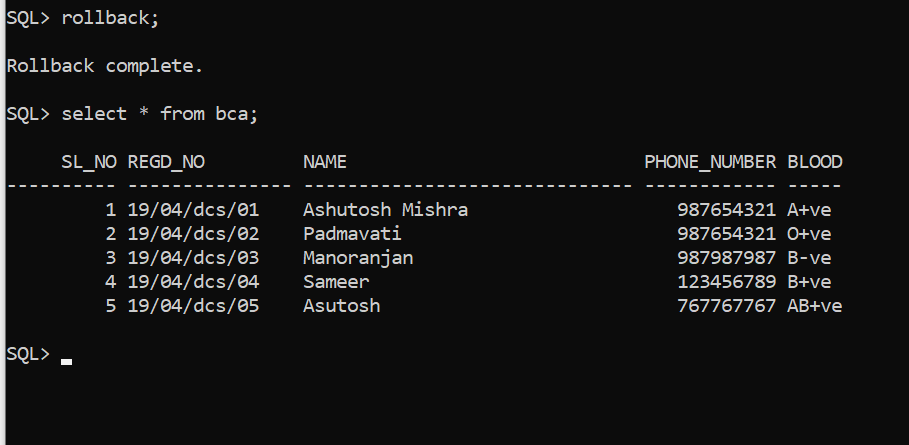 SQL> rollback;
Rollback complete.
SQL> select * from bca;
     SL_NO REGD_NO         NAME                           PHONE_NUMBER BLOOD
---------- --------------- ------------------------------ ------------ -----
         1 19/04/dcs/01    Ashutosh Mishra                   987654321 A+ve
         2 19/04/dcs/02    Padmavati                         987654321 O+ve
         3 19/04/dcs/03    Manoranjan                        987987987 B-ve
         4 19/04/dcs/04    Sameer                            123456789 B+ve
         5 19/04/dcs/05    Asutosh                           767767767 AB+ve
SQL>